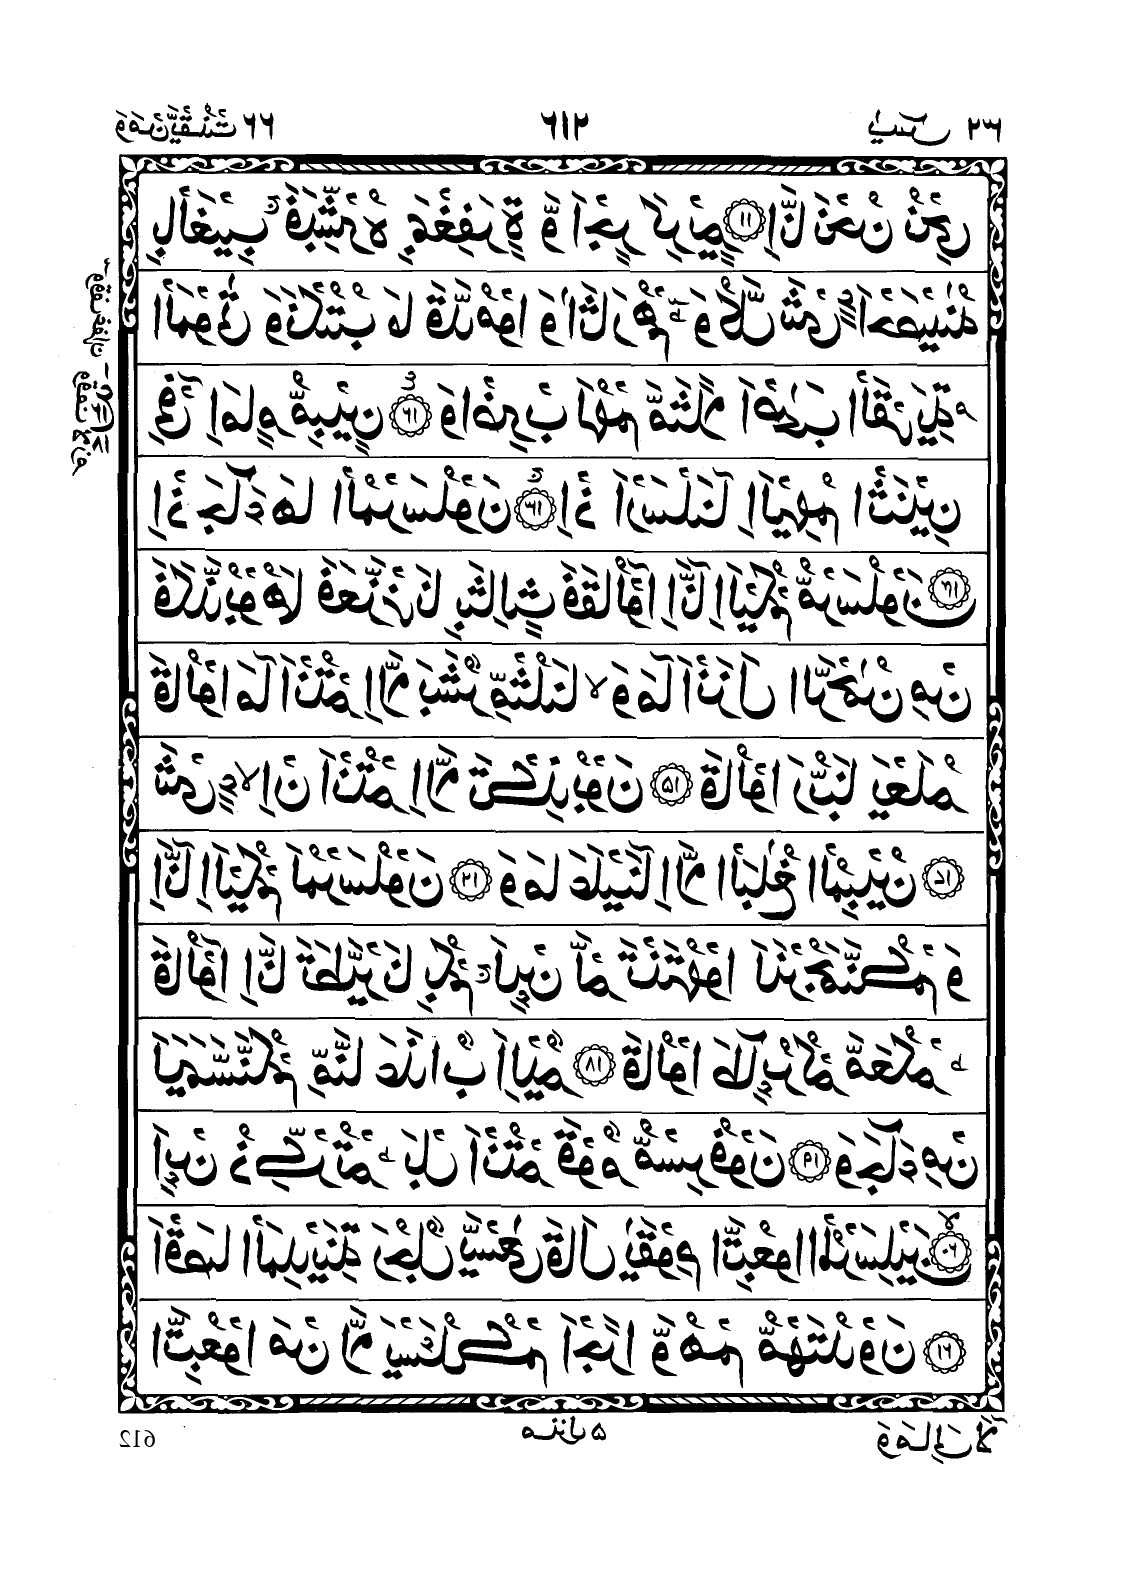 وَمَنْ يَّقْنُتْ ٢٢ ٦١٢ يٰسٓ ٣٦
بِالْغَيْبِ ۚ فَبَشِّرْهُ بِمَغْفِرَةٍ وَّ اَجْرٍ كَرِيْمٍ ۝١١ اِنَّا نَحْنُ نُحْيِ
الْمَوْتٰى وَنَكْتُبُ مَا قَدَّمُوْا وَاٰثَارَهُمْ ؕ وَكُلَّ شَيْءٍ اَحْصَيْنٰهُ
فِيْٓ اِمَامٍ مُّبِيْنٍ ۝١٢ وَاضْرِبْ لَهُمْ مَّثَلًا اَصْحٰبَ الْقَرْيَةِ ۘ
اِذْ جَآءَهَا الْمُرْسَلُوْنَ ۝١٣ اِذْ اَرْسَلْنَآ اِلَيْهِمُ اثْنَيْنِ
فَكَذَّبُوْهُمَا فَعَزَّزْنَا بِثَالِثٍ فَقَالُوْٓا اِنَّآ اِلَيْكُمْ مُّرْسَلُوْنَ ۝١٤
قَالُوْا مَآ اَنْتُمْ اِلَّا بَشَرٌ مِّثْلُنَا ۙ وَمَآ اَنْزَلَ الرَّحْمٰنُ مِنْ
شَيْءٍ ۙ اِنْ اَنْتُمْ اِلَّا تَكْذِبُوْنَ ۝١٥ قَالُوْا رَبُّنَا يَعْلَمُ
اِنَّآ اِلَيْكُمْ لَمُرْسَلُوْنَ ۝١٦ وَمَا عَلَيْنَآ اِلَّا الْبَلٰغُ الْمُبِيْنُ ۝١٧
قَالُوْٓا اِنَّا تَطَيَّرْنَا بِكُمْ ۚ لَئِنْ لَّمْ تَنْتَهُوْا لَنَرْجُمَنَّكُمْ وَ
لَيَمَسَّنَّكُمْ مِّنَّا عَذَابٌ اَلِيْمٌ ۝١٨ قَالُوْا طَآئِرُكُمْ مَّعَكُمْ ؕ
اَئِنْ ذُكِّرْتُمْ ؕ بَلْ اَنْتُمْ قَوْمٌ مُّسْرِفُوْنَ ۝١٩ وَجَآءَ مِنْ
اَقْصَا الْمَدِيْنَةِ رَجُلٌ يَّسْعٰى قَالَ يٰقَوْمِ اتَّبِعُوا الْمُرْسَلِيْنَ ۙ ۝٢٠
اتَّبِعُوْا مَنْ لَّا يَسْـَٔلُكُمْ اَجْرًا وَّهُمْ مُّهْتَدُوْنَ ۝٢١
612 منزل ٥ وَمَا لِيَ لَآ